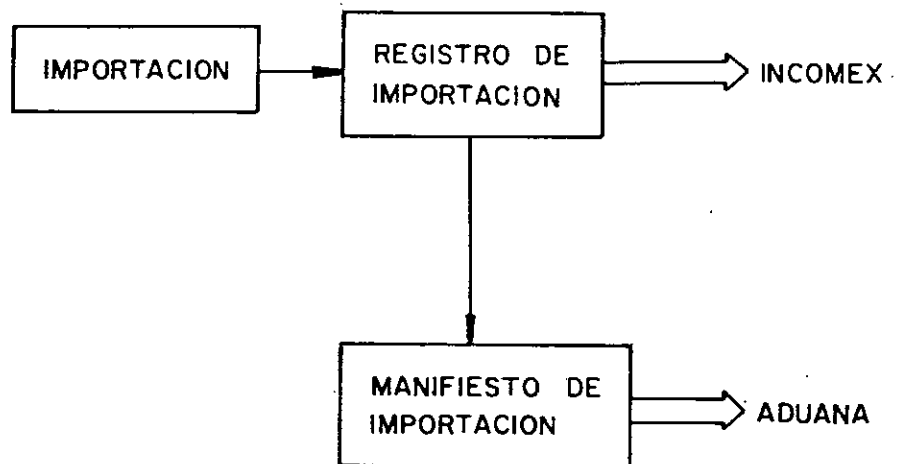 IMPORTACION
REGISTRO DE
IMPORTACION
INCOMEX
MANIFIESTO DE
IMPORTACION
ADUANA